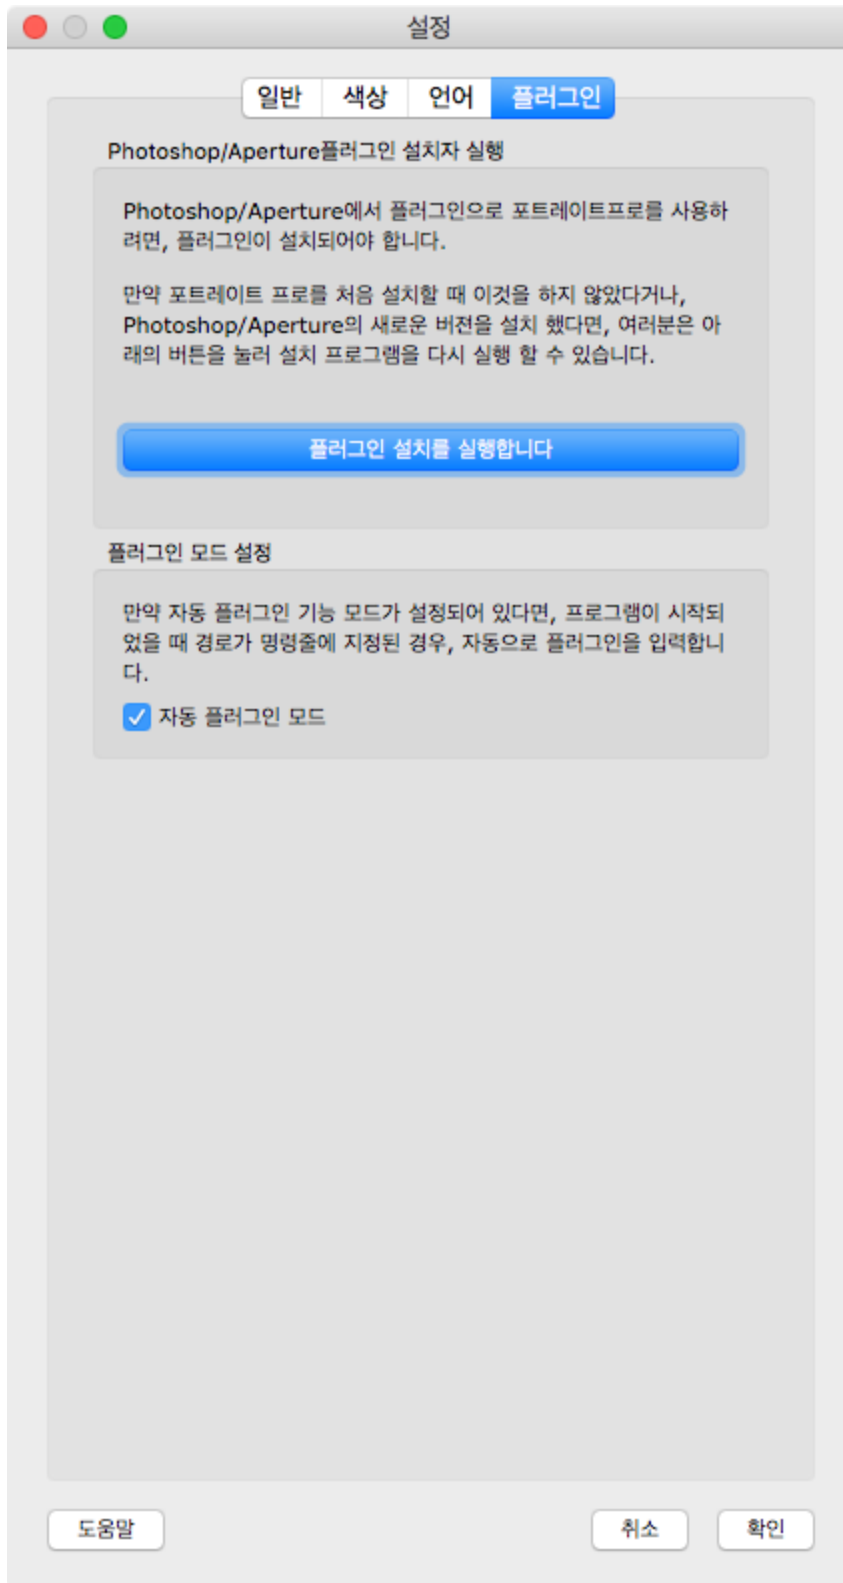 설정
일반 색상 언어 플러그인
Photoshop/Aperture플러그인 설치자 실행
Photoshop/Aperture에서 플러그인으로 포트레이트프로를 사용하
려면, 플러그인이 설치되어야 합니다.
만약 포트레이트 프로를 처음 설치할 때 이것을 하지 않았다거나,
Photoshop/Aperture의 새로운 버젼을 설치 했다면, 여러분은 아
래의 버튼을 눌러 설치 프로그램을 다시 실행 할 수 있습니다.
플러그인 설치를 실행합니다
플러그인 모드 설정
만약 자동 플러그인 기능 모드가 설정되어 있다면, 프로그램이 시작되
었을 때 경로가 명령줄에 지정된 경우, 자동으로 플러그인을 입력합니
다.
자동 플러그인 모드
도움말 취소 확인